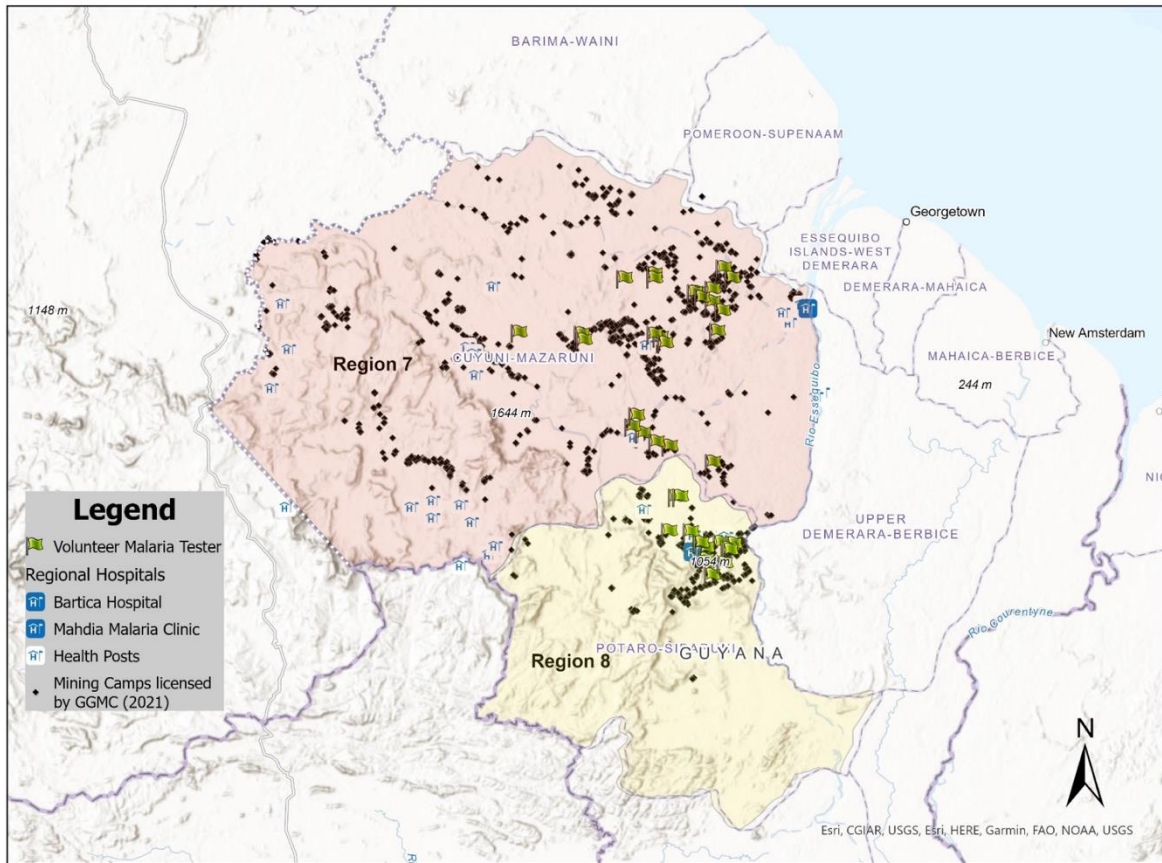 BARIMA-WAINI
POMEROON-SUPENAAM
Georgetown
ESSEQUIBO
ISLANDS-WEST
DEMERARA
DEMERARA-MAHAICA
1148 m
New Amsterdam
MAHAICA-BERBICE
244 m
Region 7
CUYUNI-MAZARUNI
1644 m
Rio Essequibo
UPPER
DEMERARA-BERBICE
1054 m
Rio Courentyne
GUYANA
Region 8
NI
Legend
Volunteer Malaria Tester
Regional Hospitals
H
Bartica Hospital
H
Mahdia Malaria Clinic
H
Health Posts
Mining Camps licensed
by GGMC (2021)
N
Esri, CGIAR, USGS, Esri, HERE, Garmin, FAO, NOAA, USGS